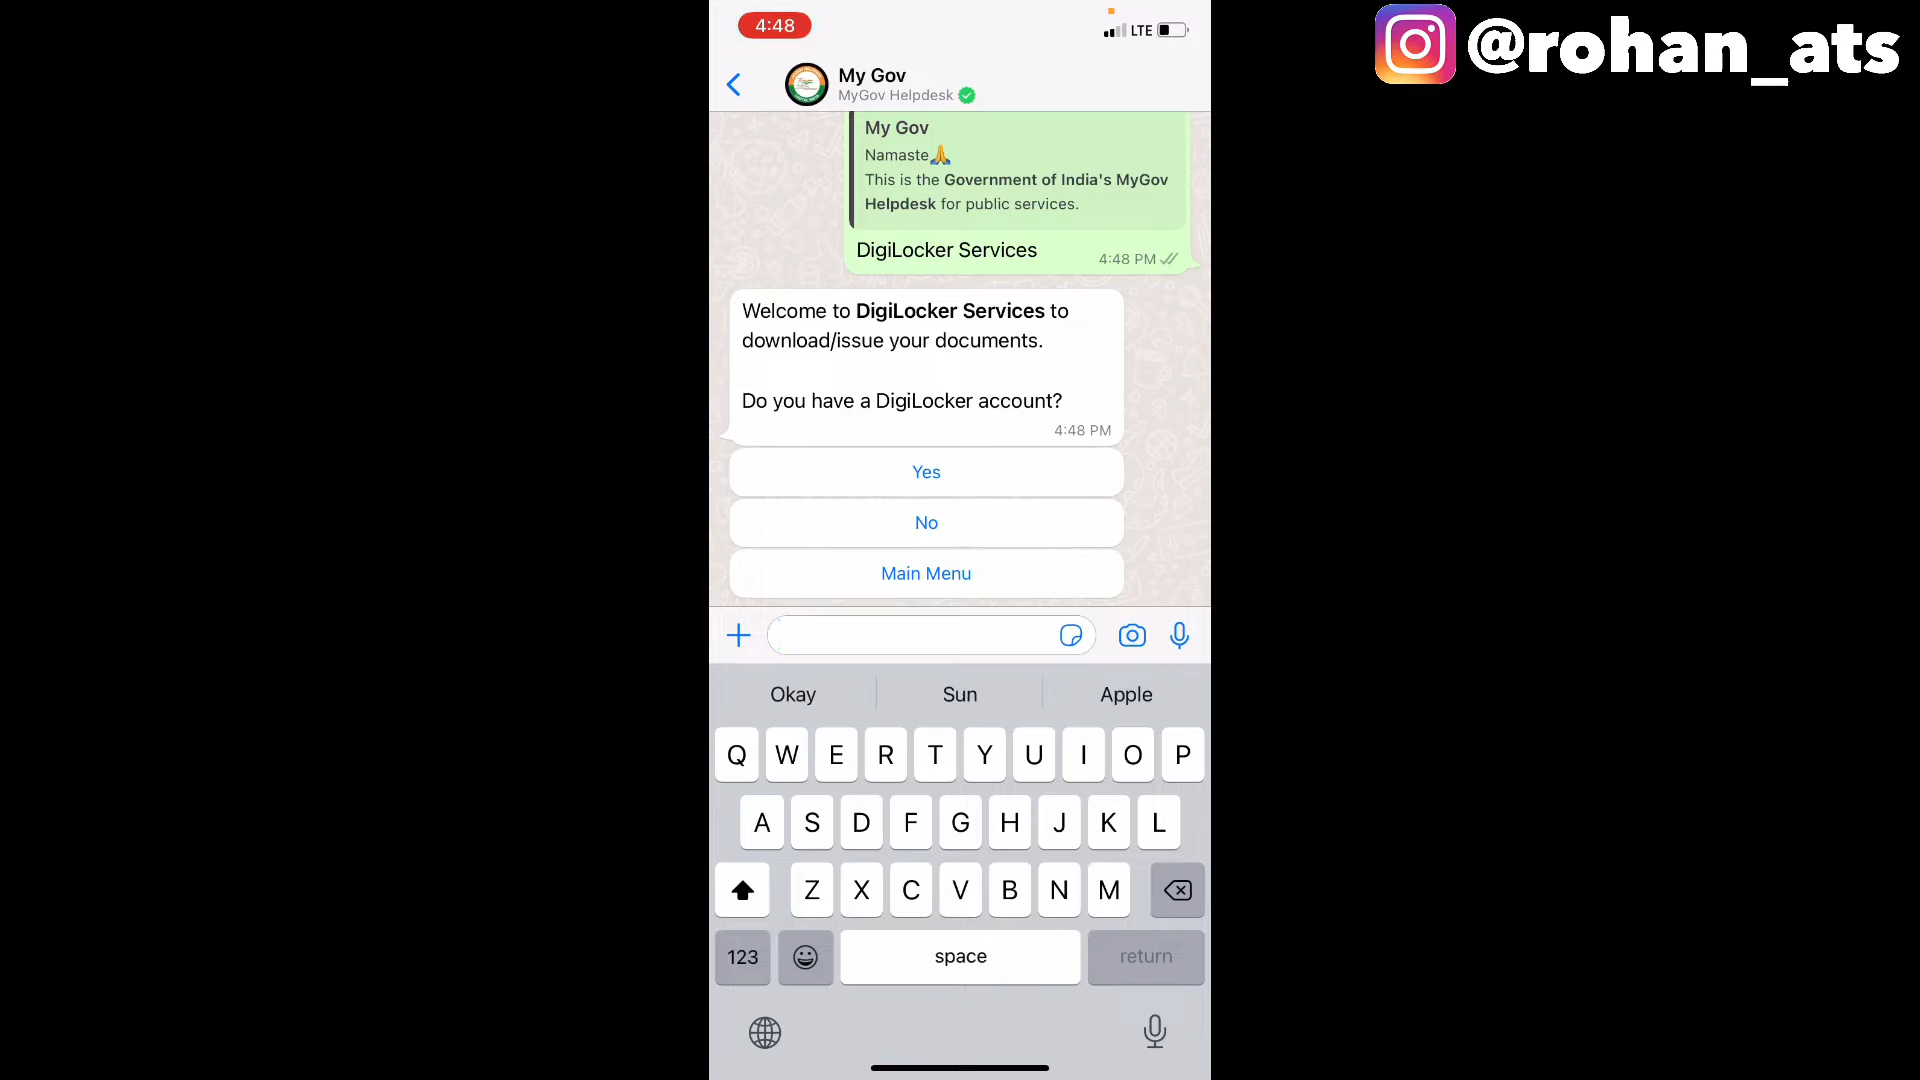 4:48
LTE
@rohan_ats
My Gov
MyGov Helpdesk
My Gov
Namaste🙏
This is the Government of India's MyGov
Helpdesk for public services.
DigiLocker Services
4:48 PM
Welcome to DigiLocker Services to
download/issue your documents.
Do you have a DigiLocker account?
4:48 PM
Yes
No
Main Menu
Okay Sun Apple
Q W E R T Y U I O P
A S D F G H J K L
Z X C V B N M
123 space return